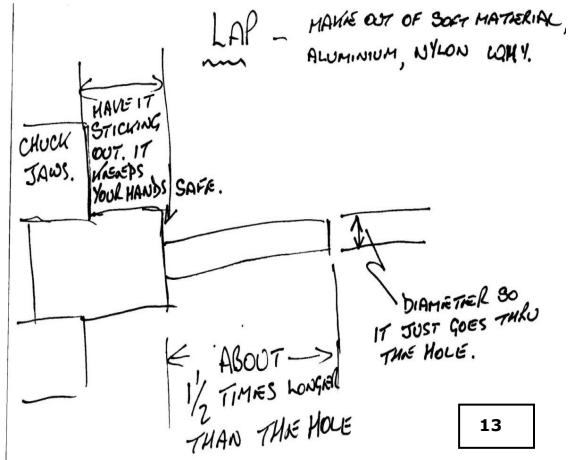 LAP - MAKE OUT OF SOFT MATERIAL,
ALUMINIUM, NYLON
CHUCK
JAWS.
HAVE IT
STICKING
OUT. IT
KEEPS
YOUR HANDS SAFE.
DIAMETER SO
IT JUST GOES THRU
THE HOLE.
ABOUT
1 1/2 TIMES LONGER
THAN THE HOLE
13